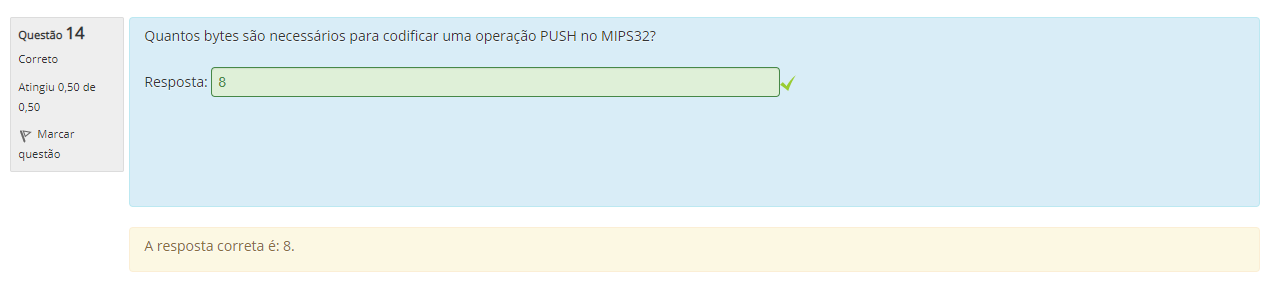 Questão 14
Correto
Atingiu 0,50 de
0,50
Marcar
questão
Quantos bytes são necessários para codificar uma operação PUSH no MIPS32?
Resposta: 8
A resposta correta é: 8.